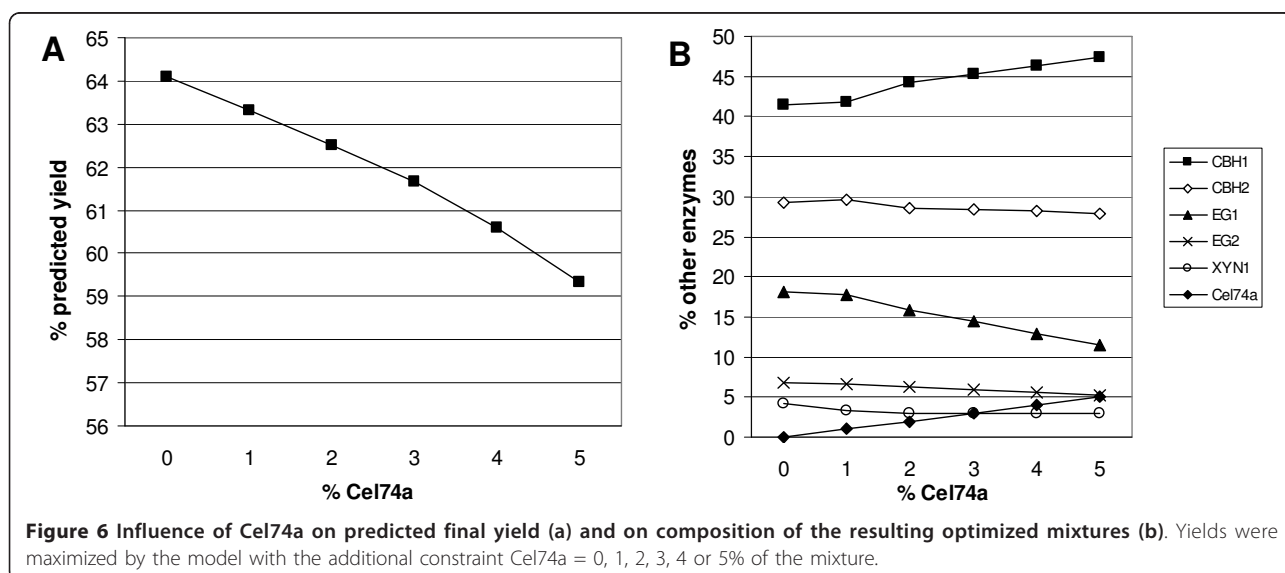 A
65
64
63
62
61
60
59
58
57
56
% predicted yield
0 1 2 3 4 5
% Cel74a
B
50
45
40
35
30
25
20
15
10
5
0
% other enzymes
0 1 2 3 4 5
% Cel74a
CBH1
CBH2
EG1
EG2
XYN1
Cel74a
Figure 6 Influence of Cel74a on predicted final yield (a) and on composition of the resulting optimized mixtures (b). Yields were
maximized by the model with the additional constraint Cel74a = 0, 1, 2, 3, 4 or 5% of the mixture.